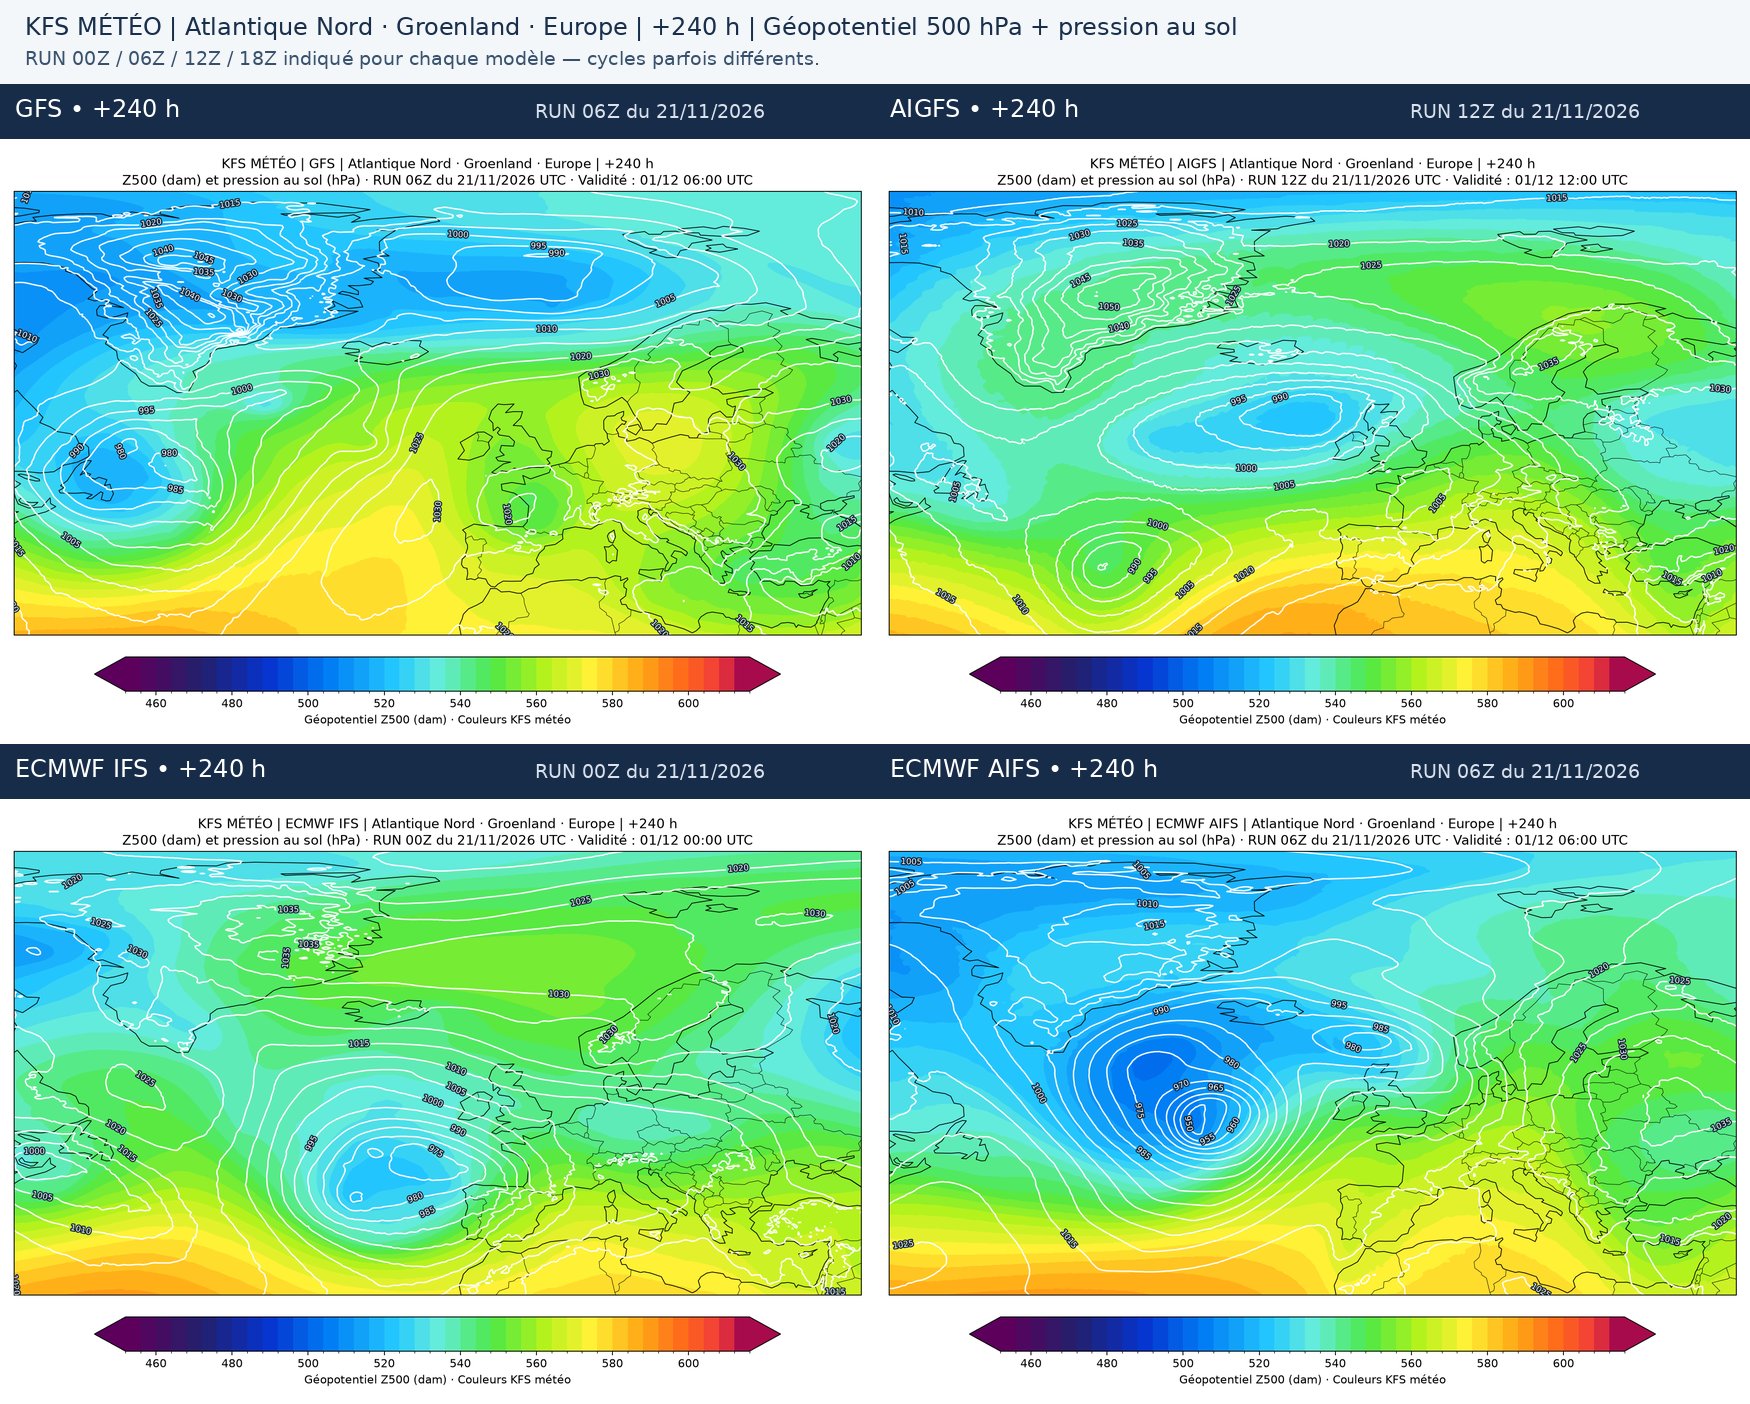 KFS MÉTÉO | Atlantique Nord · Groenland · Europe | +240 h | Géopotentiel 500 hPa + pression au sol
RUN 00Z / 06Z / 12Z / 18Z indiqué pour chaque modèle — cycles parfois différents.
GFS • +240 h RUN 06Z du 21/11/2026
KFS MÉTÉO | GFS | Atlantique Nord · Groenland · Europe | +240 h
Z500 (dam) et pression au sol (hPa) · RUN 06Z du 21/11/2026 UTC · Validité : 01/12 06:00 UTC
460 480 500 520 540 560 580 600
Géopotentiel Z500 (dam) · Couleurs KFS météo
AIGFS • +240 h RUN 12Z du 21/11/2026
KFS MÉTÉO | AIGFS | Atlantique Nord · Groenland · Europe | +240 h
Z500 (dam) et pression au sol (hPa) · RUN 12Z du 21/11/2026 UTC · Validité : 01/12 12:00 UTC
460 480 500 520 540 560 580 600
Géopotentiel Z500 (dam) · Couleurs KFS météo
ECMWF IFS • +240 h RUN 00Z du 21/11/2026
KFS MÉTÉO | ECMWF IFS | Atlantique Nord · Groenland · Europe | +240 h
Z500 (dam) et pression au sol (hPa) · RUN 00Z du 21/11/2026 UTC · Validité : 01/12 00:00 UTC
460 480 500 520 540 560 580 600
Géopotentiel Z500 (dam) · Couleurs KFS météo
ECMWF AIFS • +240 h RUN 06Z du 21/11/2026
KFS MÉTÉO | ECMWF AIFS | Atlantique Nord · Groenland · Europe | +240 h
Z500 (dam) et pression au sol (hPa) · RUN 06Z du 21/11/2026 UTC · Validité : 01/12 06:00 UTC
460 480 500 520 540 560 580 600
Géopotentiel Z500 (dam) · Couleurs KFS météo